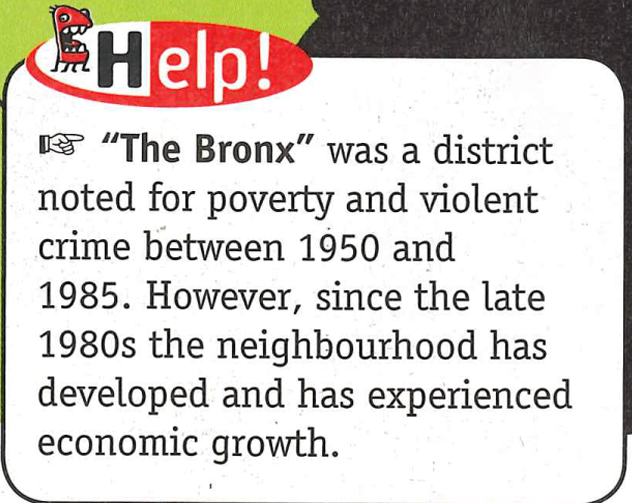 Help!
☞ “The Bronx” was a district
noted for poverty and violent
crime between 1950 and
1985. However, since the late
1980s the neighbourhood has
developed and has experienced
economic growth.